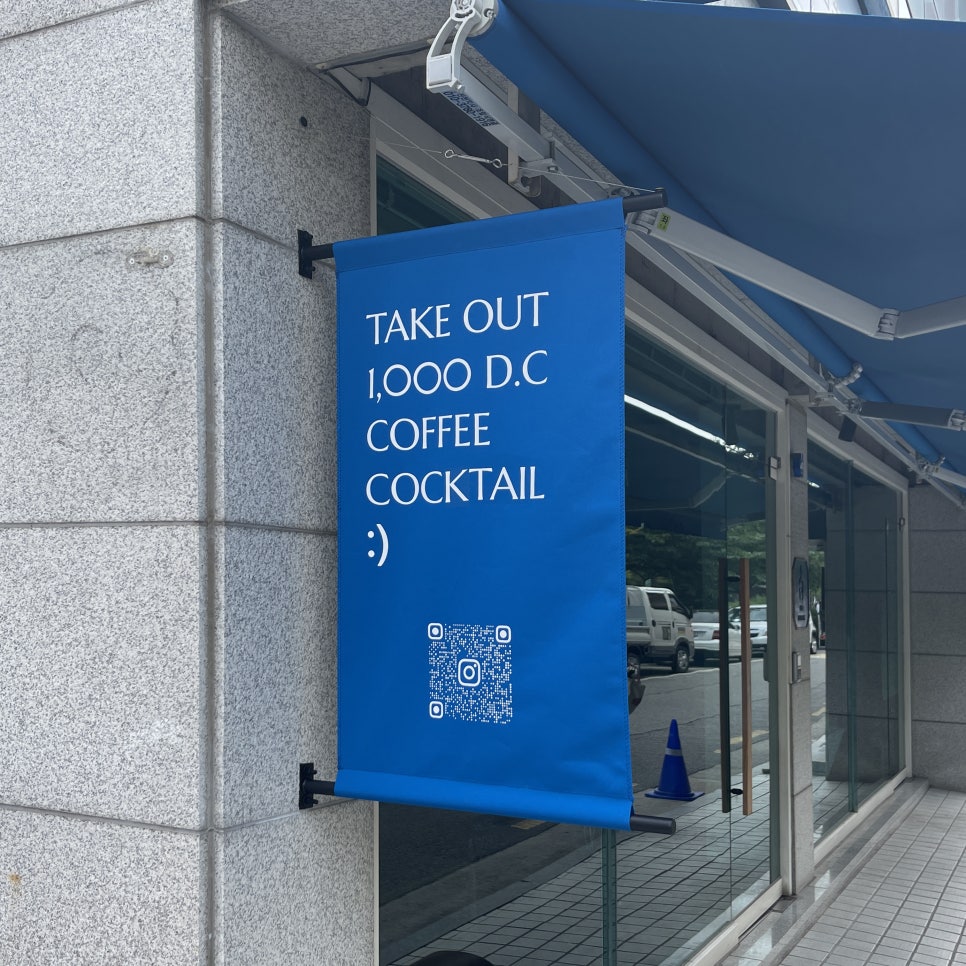 TAKE OUT
1,000 D.C
COFFEE
COCKTAIL
:)